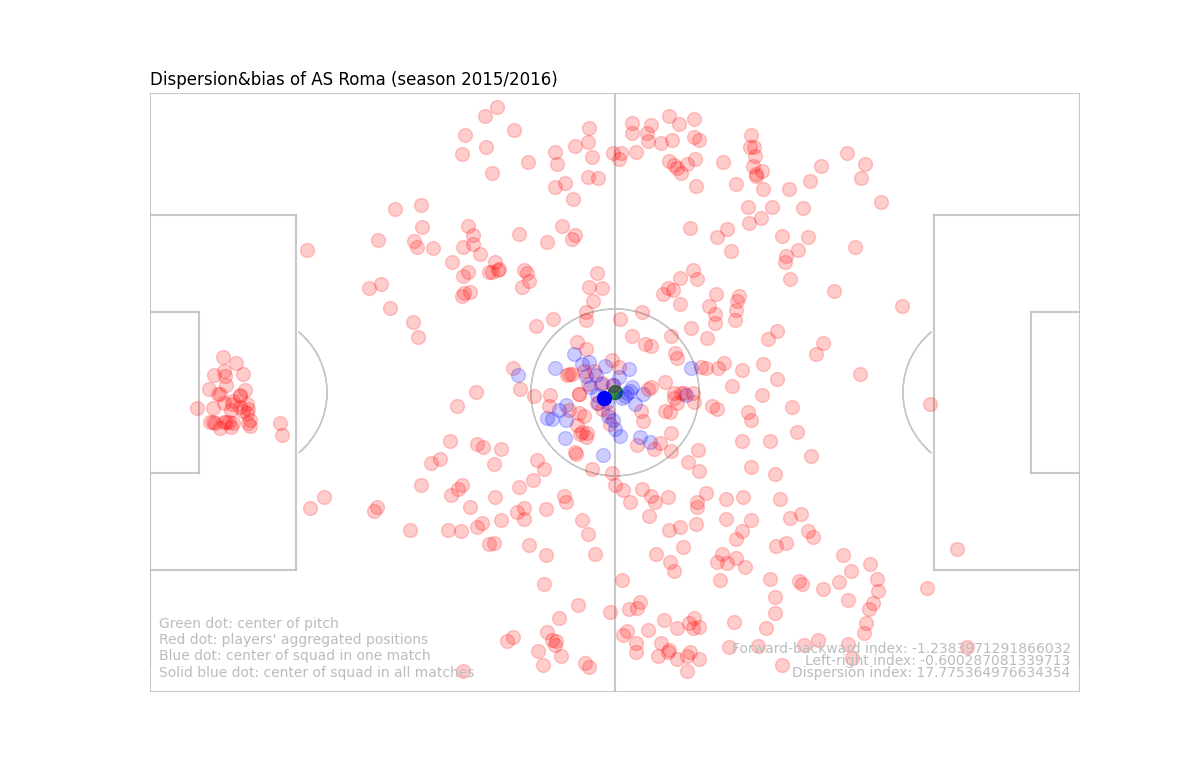 Dispersion&bias of AS Roma (season 2015/2016)
Green dot: center of pitch
Red dot: players' aggregated positions
Blue dot: center of squad in one match
Solid blue dot: center of squad in all matches
Forward-backward index: -1.2383971291866032
Left-right index: -0.600287081339713
Dispersion index: 17.775364976634354